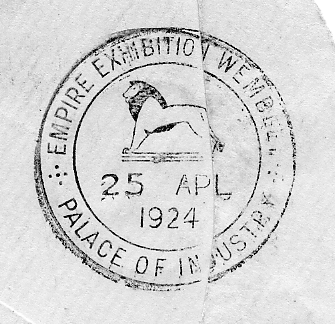 EMPIRE EXHIBITION WEMBLEY
25 APL
1924
PALACE OF INDUSTRY